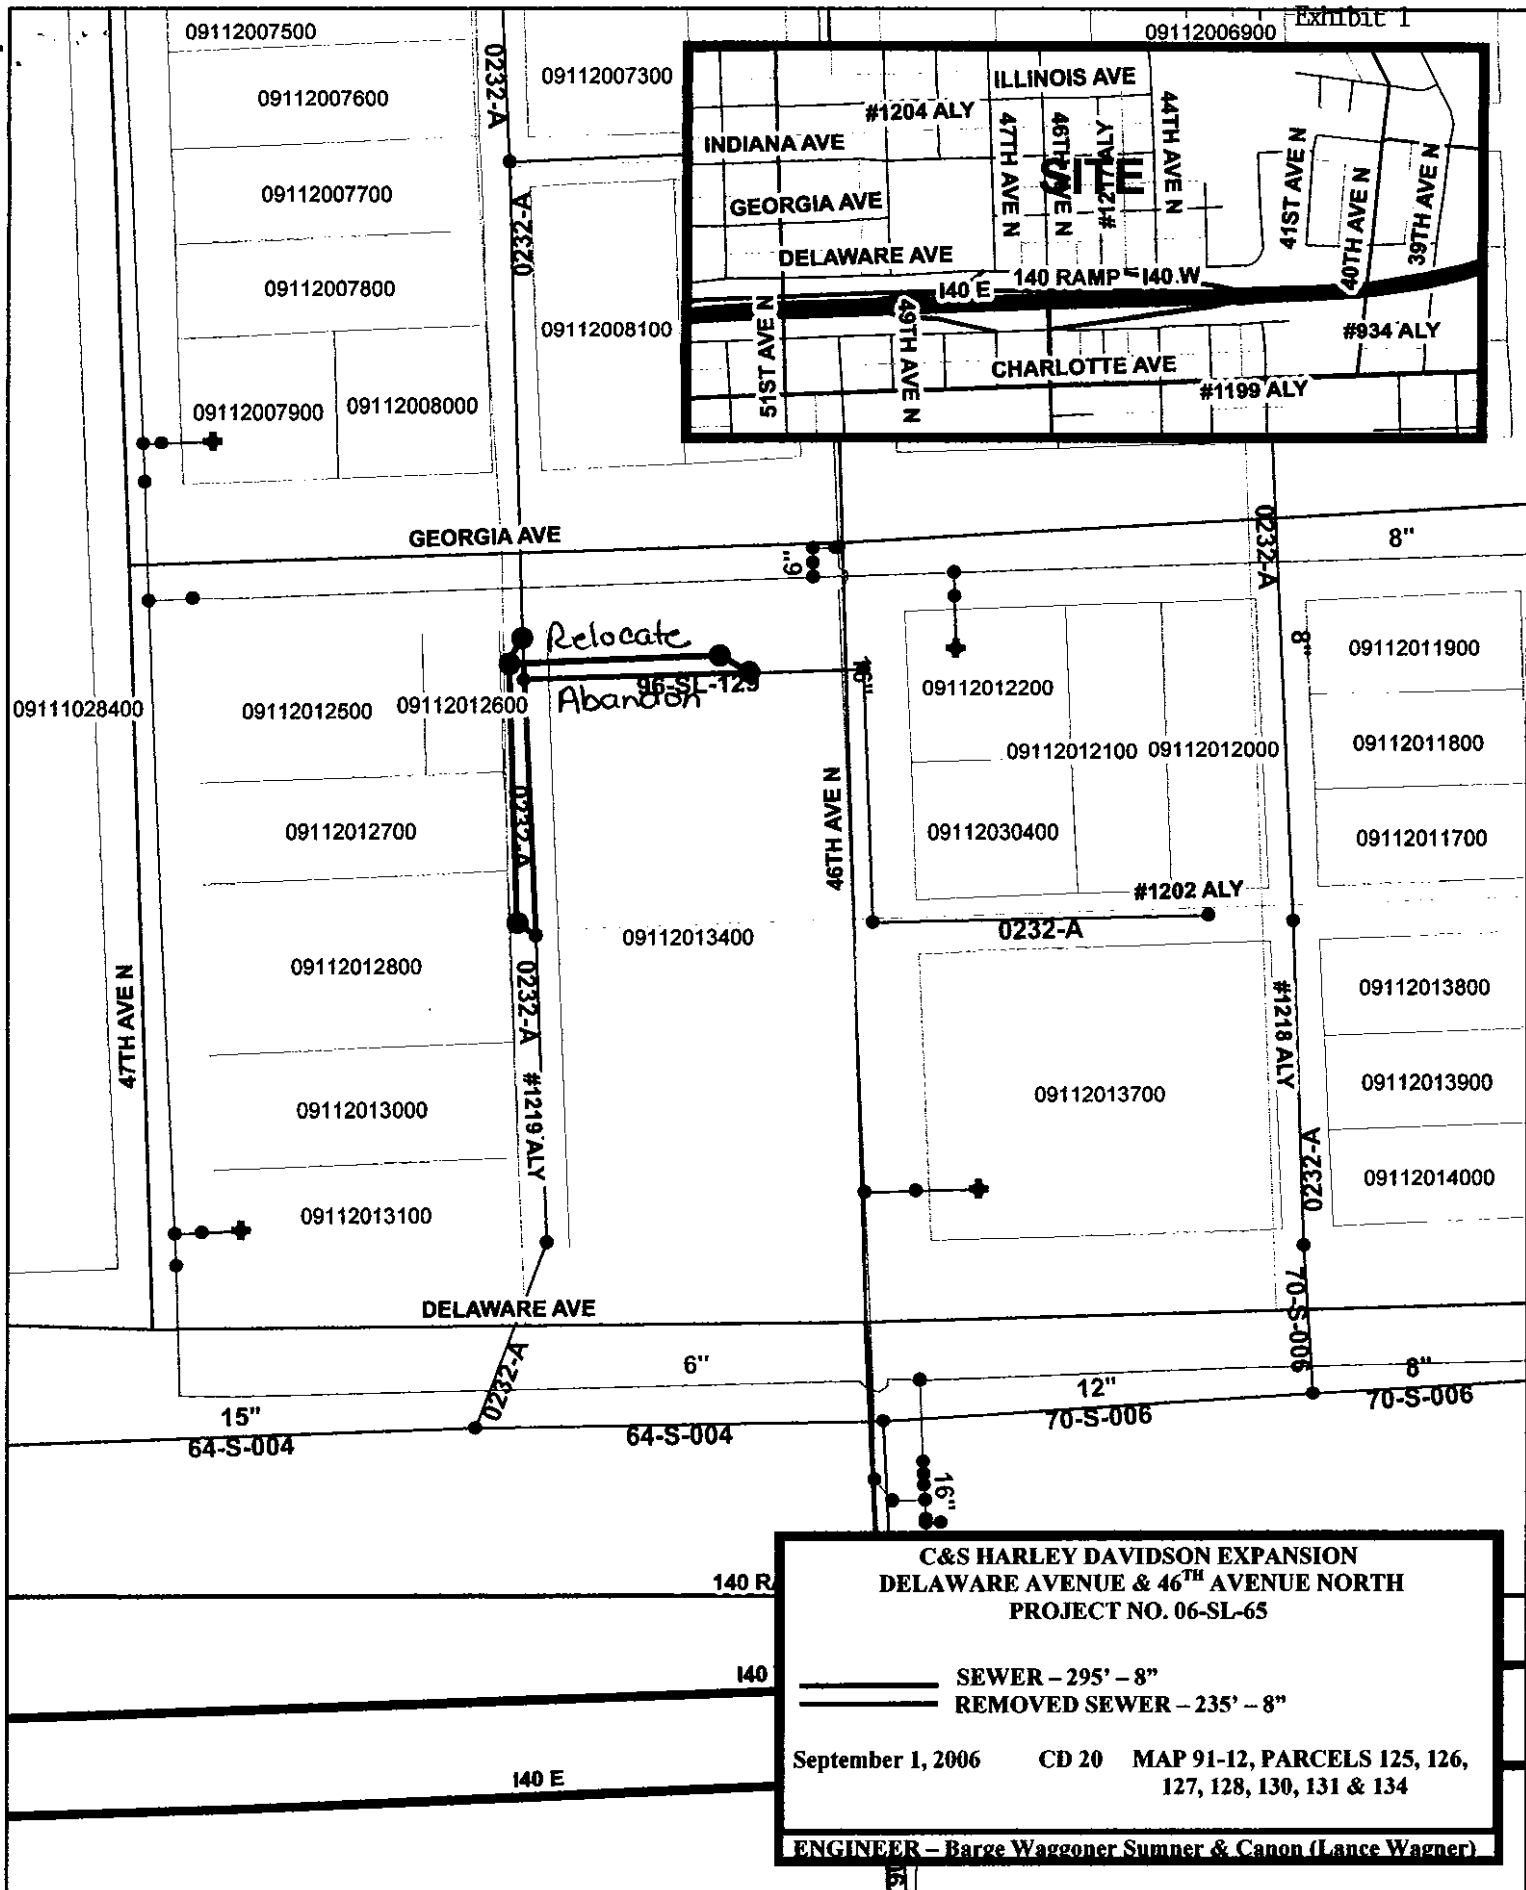 Exhibit 1
09112007500
09112006900
09112007600
0232-A
09112007300
ILLINOIS AVE
#1204 ALY
INDIANA AVE
47TH AVE N
46TH AVE N
#1217 ALY
44TH AVE N
SITE
41ST AVE N
40TH AVE N
39TH AVE N
09112007700
0232-A
GEORGIA AVE
DELAWARE AVE
I40 E
140 RAMP
I40 W
09112007800
09112008100
51ST AVE N
49TH AVE N
#934 ALY
CHARLOTTE AVE
#1199 ALY
09112007900
09112008000
GEORGIA AVE
6"
0232-A
8"
Relocate
96-SL-129
Abandon
09111028400
09112012500
09112012600
09112012200
8"
09112011900
09112012100
09112012000
09112011800
0232-A
46TH AVE N
09112012700
09112030400
09112011700
#1202 ALY
0232-A
09112013400
09112012800
0232-A
09112013800
47TH AVE N
#1218 ALY
#1219 ALY
09112013000
09112013700
09112013900
0232-A
09112014000
09112013100
DELAWARE AVE
70-S-006
0232-A
6"
8"
12"
70-S-006
70-S-006
15"
64-S-004
64-S-004
16"
140 RA
I40
I40 E
C&S HARLEY DAVIDSON EXPANSION
DELAWARE AVENUE & 46TH AVENUE NORTH
PROJECT NO. 06-SL-65
SEWER – 295' – 8"
REMOVED SEWER – 235' – 8"
September 1, 2006 CD 20 MAP 91-12, PARCELS 125, 126,
127, 128, 130, 131 & 134
ENGINEER – Barge Waggoner Sumner & Canon (Lance Wagner)